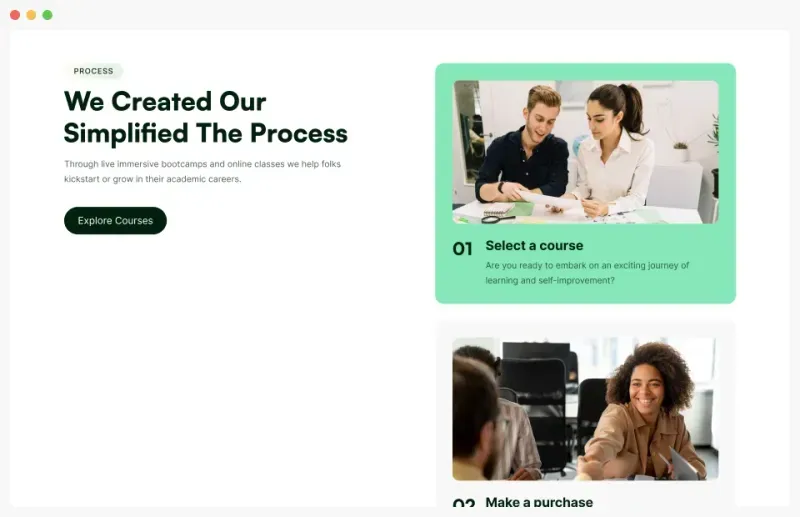 PROCESS
We Created Our
Simplified The Process
Through live immersive bootcamps and online classes we help folks
kickstart or grow in their academic careers.
Explore Courses
01
Select a course
Are you ready to embark on an exciting journey of
learning and self-improvement?
02
Make a purchase